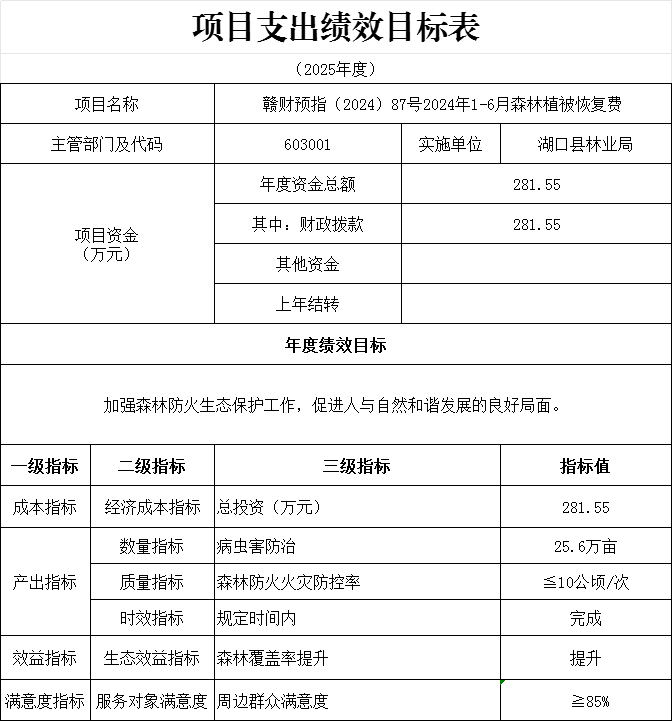 项目支出绩效目标表
（2025年度）
项目名称 赣财预指（2024）87号2024年1-6月森林植被恢复费
主管部门及代码 603001 实施单位 湖口县林业局
项目资金
（万元）
年度资金总额 281.55
其中：财政拨款 281.55
其他资金
上年结转
年度绩效目标
加强森林防火生态保护工作，促进人与自然和谐发展的良好局面。
一级指标 二级指标 三级指标 指标值
成本指标 经济成本指标 总投资（万元） 281.55
产出指标 数量指标 病虫害防治 25.6万亩
质量指标 森林防火火灾防控率 ≦10公顷/次
时效指标 规定时间内 完成
效益指标 生态效益指标 森林覆盖率提升 提升
满意度指标 服务对象满意度 周边群众满意度 ≧85%